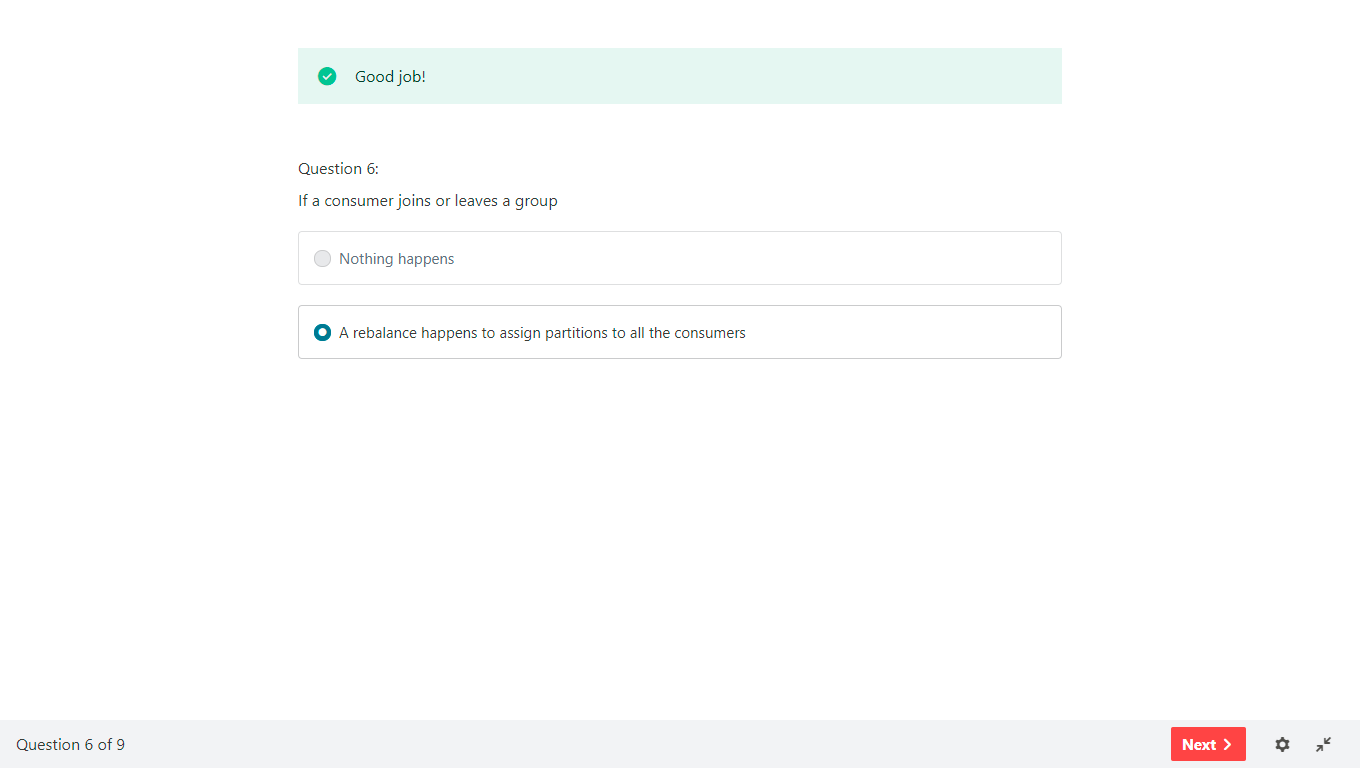 Good job!
Question 6:
If a consumer joins or leaves a group
Nothing happens
A rebalance happens to assign partitions to all the consumers
Question 6 of 9
Next